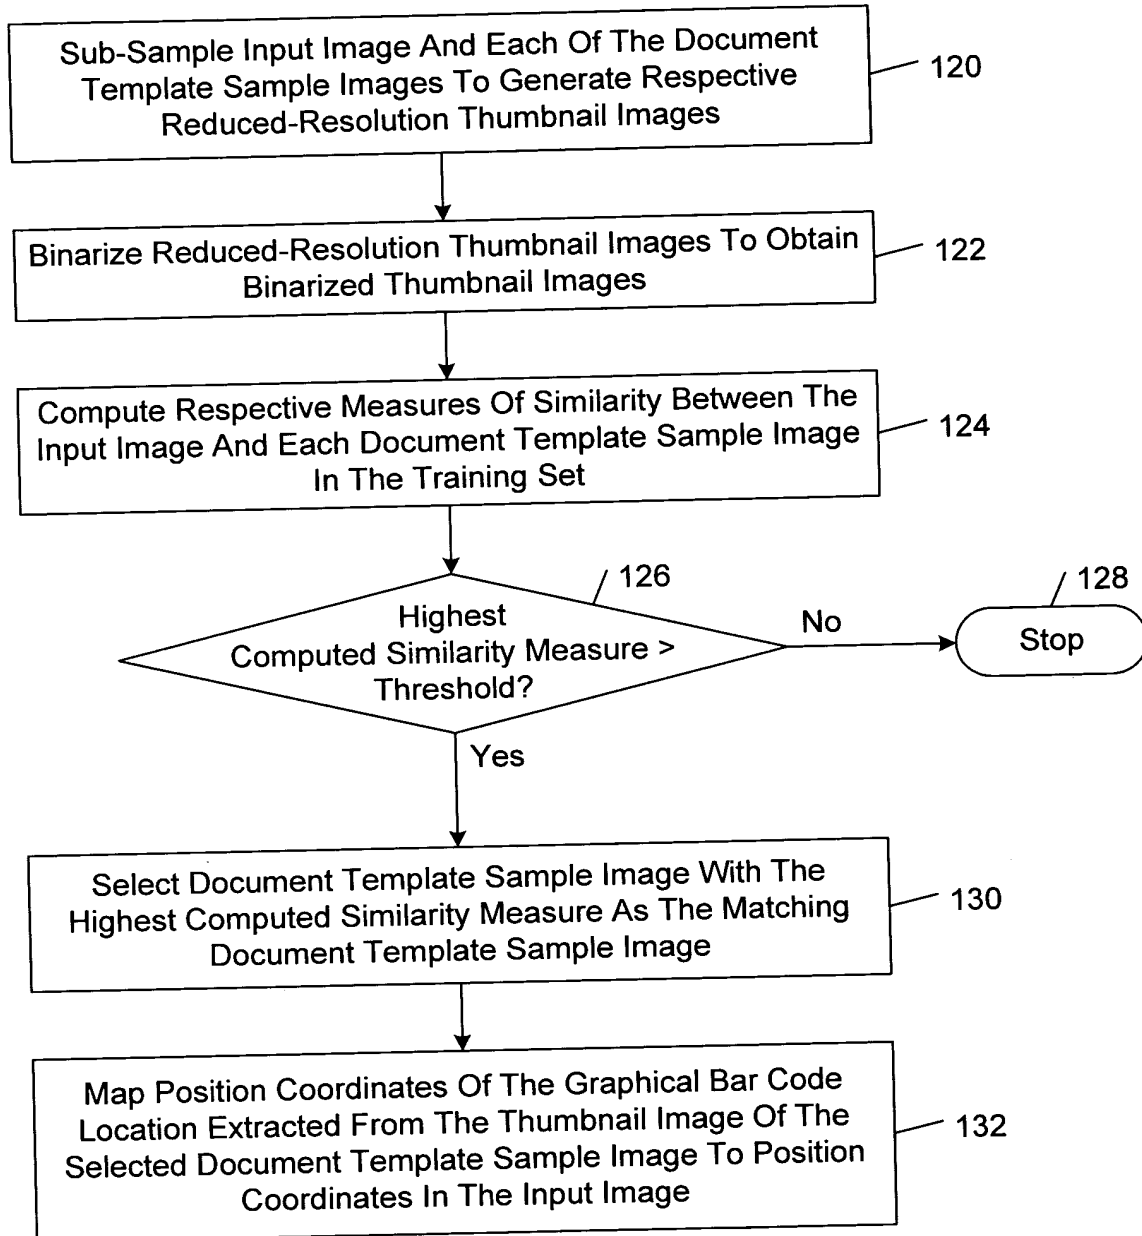 Sub-Sample Input Image And Each Of The Document
Template Sample Images To Generate Respective
Reduced-Resolution Thumbnail Images
120
Binarize Reduced-Resolution Thumbnail Images To Obtain
Binarized Thumbnail Images
122
Compute Respective Measures Of Similarity Between The
Input Image And Each Document Template Sample Image
In The Training Set
124
126
Highest
Computed Similarity Measure >
Threshold?
No
128
Stop
Yes
Select Document Template Sample Image With The
Highest Computed Similarity Measure As The Matching
Document Template Sample Image
130
Map Position Coordinates Of The Graphical Bar Code
Location Extracted From The Thumbnail Image Of The
Selected Document Template Sample Image To Position
Coordinates In The Input Image
132